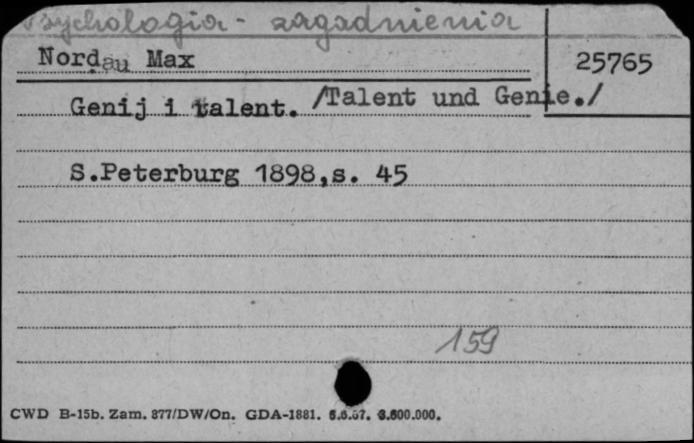 Psychologia - zagadnienia
Nordau Max 25765
Genij i talent. /Talent und Genie./
S.Peterburg 1898,s. 45
159
CWD B-15b. Zam. 877/DW/On. GDA-1881. 6.6.67. 3.600.000.